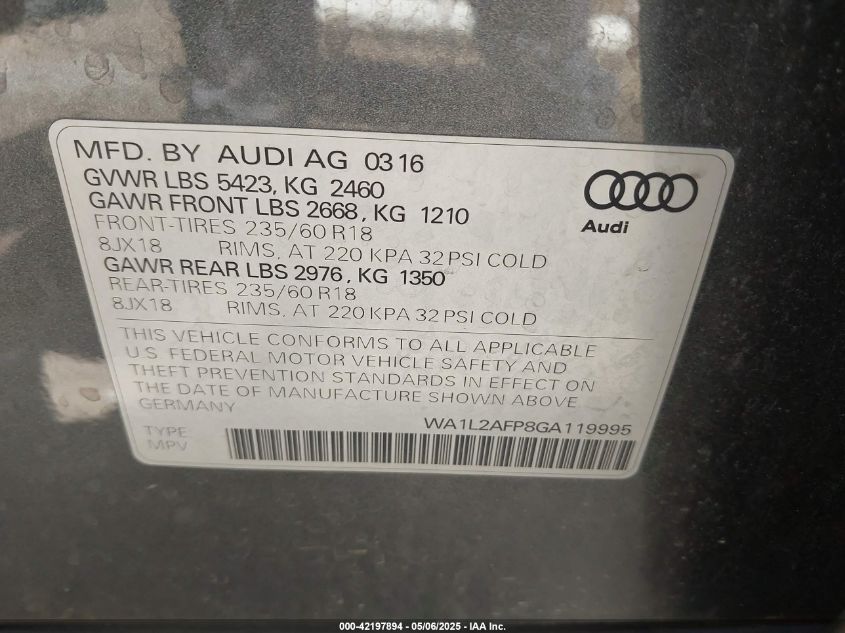 MFD. BY AUDI AG 0316
GVWR LBS 5423, KG 2460
GAWR FRONT LBS 2668, KG 1210
FRONT-TIRES 235/60 R18
8JX18 RIMS, AT 220 KPA 32 PSI COLD
GAWR REAR LBS 2976, KG 1350
REAR-TIRES 235/60 R18
8JX18 RIMS, AT 220 KPA 32 PSI COLD
Audi
THIS VEHICLE CONFORMS TO ALL APPLICABLE
U.S. FEDERAL MOTOR VEHICLE SAFETY AND
THEFT PREVENTION STANDARDS IN EFFECT ON
THE DATE OF MANUFACTURE SHOWN ABOVE
GERMANY
WA1L2AFP8GA119995
TYPE
MPV
000-42197894 - 05/06/2025 - IAA Inc.